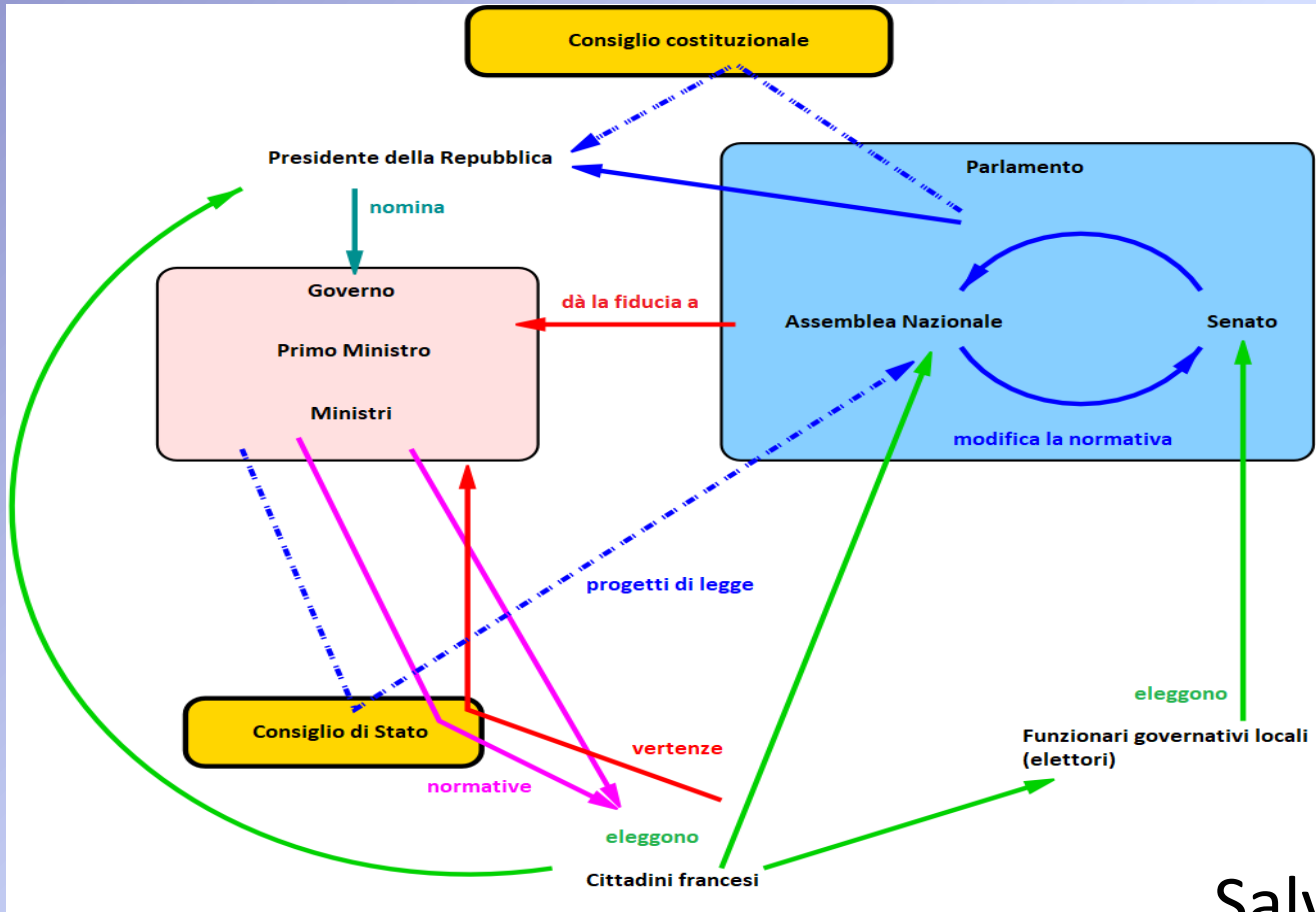 Consiglio costituzionale
Presidente della Repubblica
Parlamento
nomina
Governo
dà la fiducia a
Assemblea Nazionale
Senato
Primo Ministro
Ministri
modifica la normativa
progetti di legge
eleggono
Consiglio di Stato
vertenze
Funzionari governativi locali
(elettori)
normative
eleggono
Cittadini francesi